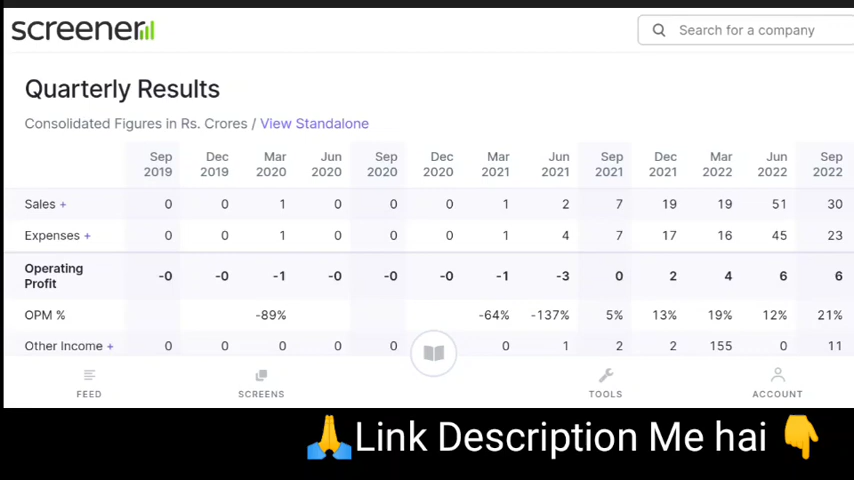 screener
Search for a company
Quarterly Results
Consolidated Figures in Rs. Crores / View Standalone
Sep Dec Mar Jun Sep Dec Mar Jun Sep Dec Mar Jun Sep
2019 2019 2020 2020 2020 2020 2021 2021 2021 2021 2022 2022 2022
Sales + 0 0 1 0 0 0 1 2 7 19 19 51 30
Expenses + 0 0 1 0 0 0 1 4 7 17 16 45 23
Operating
Profit -0 -0 -1 -0 -0 -0 -1 -3 0 2 4 6 6
OPM % -89% -64% -137% 5% 13% 19% 12% 21%
Other Income + 0 0 0 0 0 0 1 2 2 155 0 11
FEED SCREENS TOOLS ACCOUNT
🙏Link Description Me hai 👇